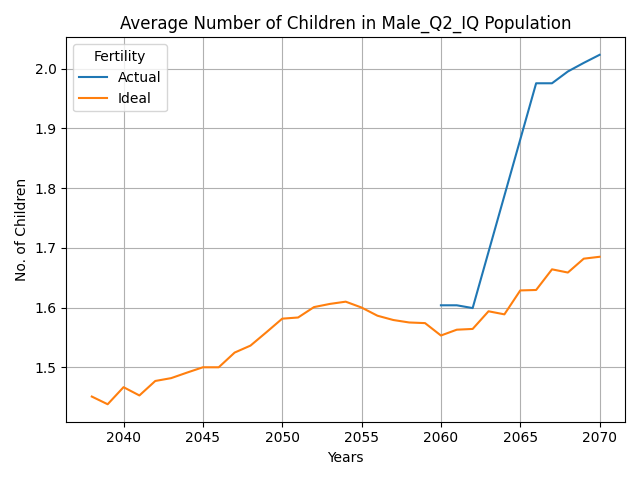 Average Number of Children in Male_Q2_IQ Population
Fertility
Actual
Ideal
No. of Children
2.0
1.9
1.8
1.7
1.6
1.5
2040 2045 2050 2055 2060 2065 2070
Years